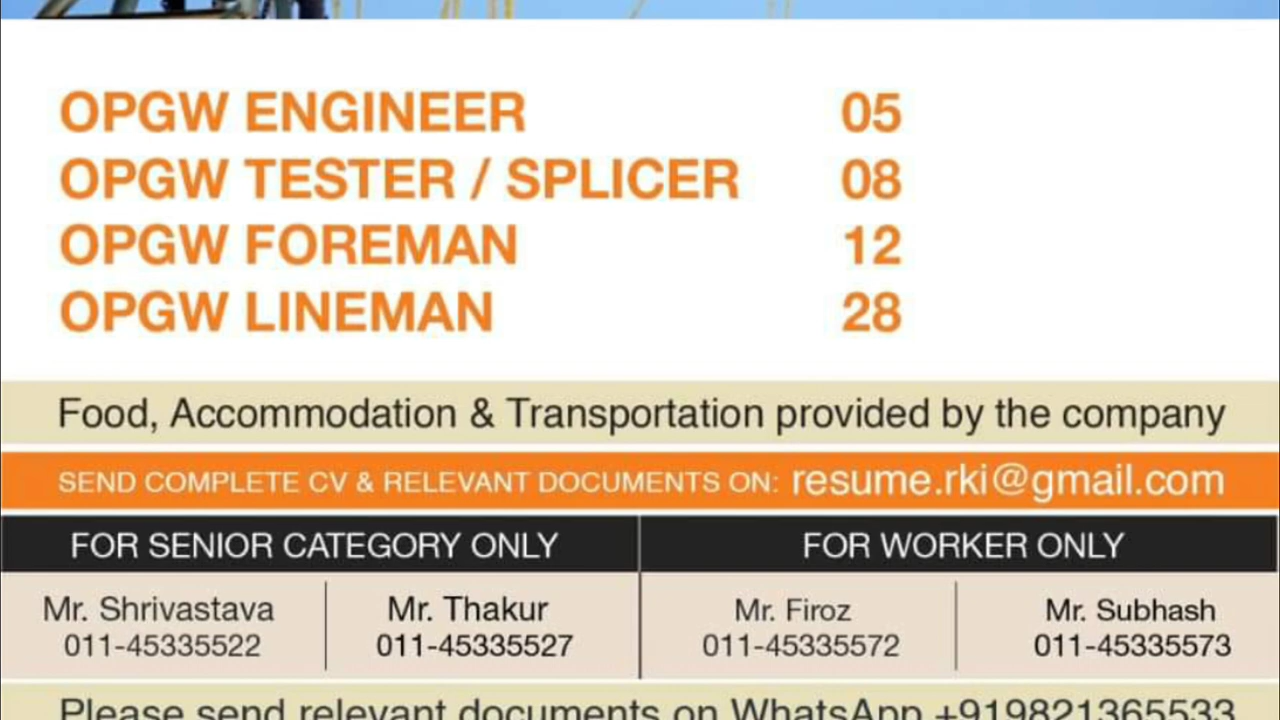 OPGW ENGINEER 05
OPGW TESTER / SPLICER 08
OPGW FOREMAN 12
OPGW LINEMAN 28
Food, Accommodation & Transportation provided by the company
SEND COMPLETE CV & RELEVANT DOCUMENTS ON: resume.rki@gmail.com
FOR SENIOR CATEGORY ONLY FOR WORKER ONLY
Mr. Shrivastava Mr. Thakur Mr. Firoz Mr. Subhash
011-45335522 011-45335527 011-45335572 011-45335573
Please send relevant documents on WhatsApp +919821365533